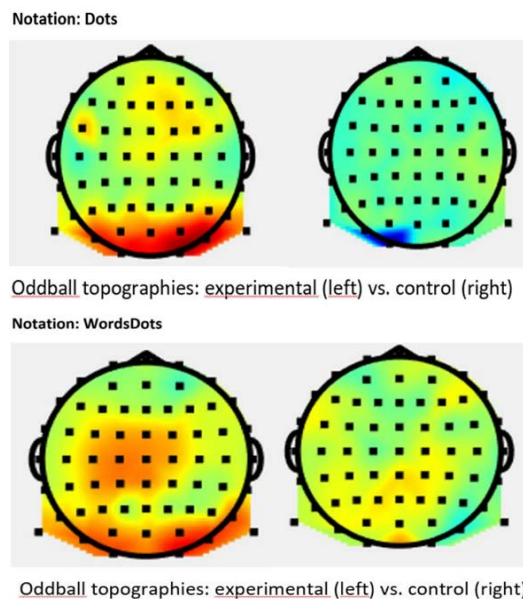 Notation: Dots
Oddball topographies: experimental (left) vs. control (right)
Notation: WordsDots
Oddball topographies: experimental (left) vs. control (right)